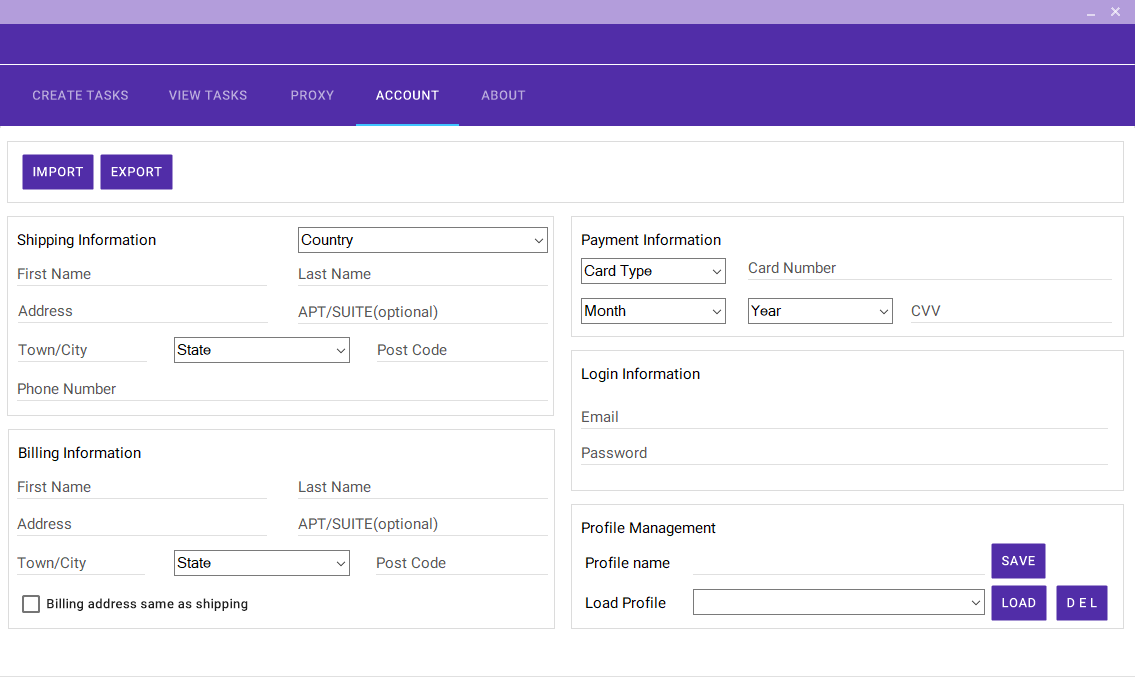 CREATE TASKS VIEW TASKS PROXY ACCOUNT ABOUT
IMPORT EXPORT
Shipping Information Country
First Name Last Name
Address APT/SUITE(optional)
Town/City State Post Code
Phone Number
Billing Information
First Name Last Name
Address APT/SUITE(optional)
Town/City State Post Code
Billing address same as shipping
Payment Information
Card Type Card Number
Month Year CVV
Login Information
Email
Password
Profile Management
Profile name SAVE
Load Profile LOAD D E L